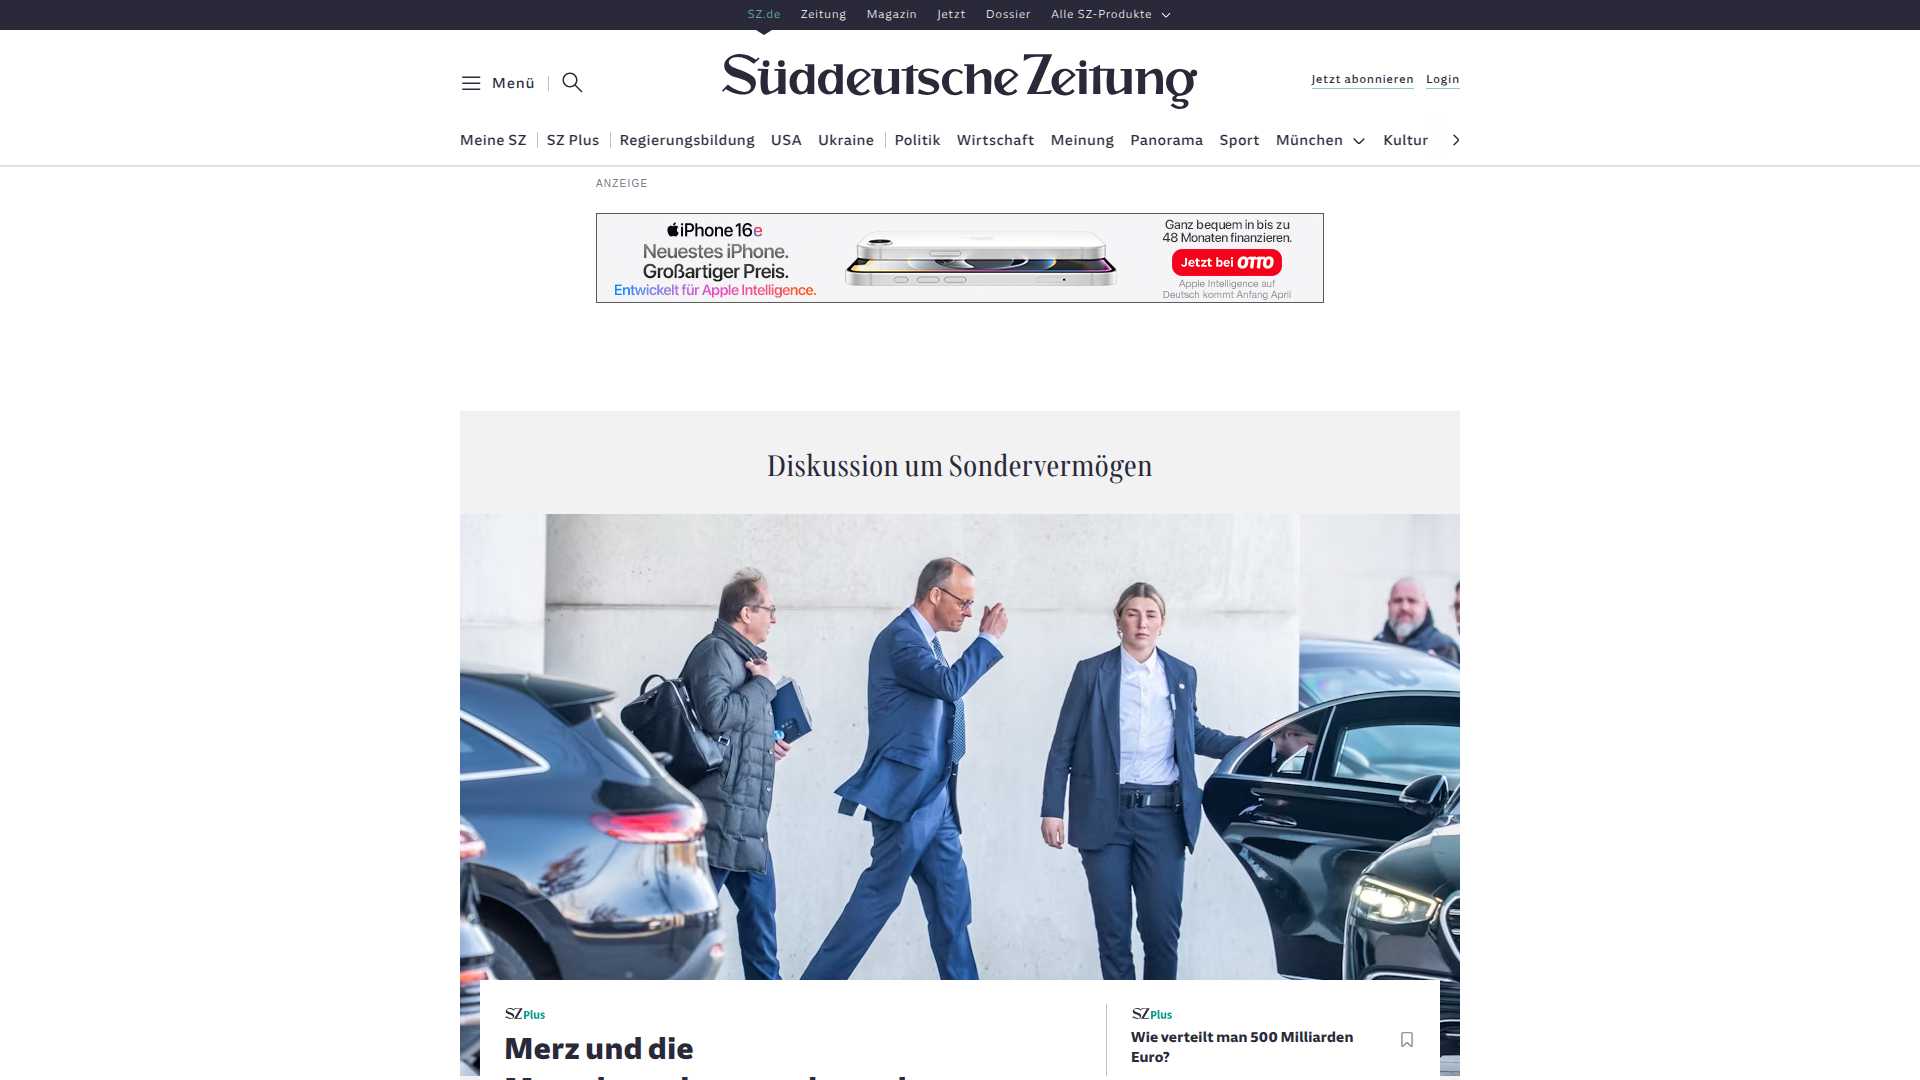 SZ.de Zeitung Magazin Jetzt Dossier Alle SZ-Produkte
Menü
Süddeutsche Zeitung
Jetzt abonnieren Login
Meine SZ SZ Plus Regierungsbildung USA Ukraine Politik Wirtschaft Meinung Panorama Sport München Kultur
ANZEIGE
iPhone 16e
Neuestes iPhone.
Großartiger Preis.
Entwickelt für Apple Intelligence.
Ganz bequem in bis zu
48 Monaten finanzieren.
Jetzt bei OTTO
Apple Intelligence auf
Deutsch kommt Anfang April
Diskussion um Sondervermögen
SZ Plus
Merz und die
SZ Plus
Wie verteilt man 500 Milliarden
Euro?